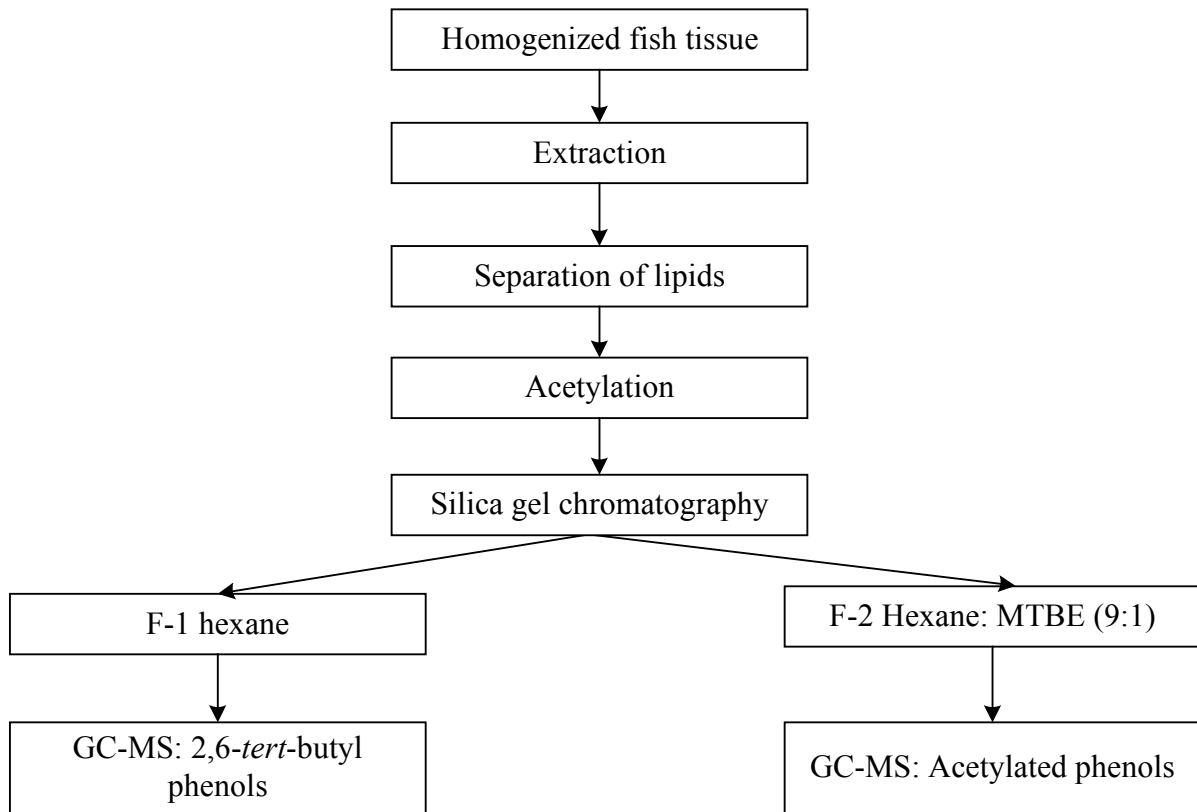 Homogenized fish tissue
Extraction
Separation of lipids
Acetylation
Silica gel chromatography
F-1 hexane
F-2 Hexane: MTBE (9:1)
GC-MS: 2,6-tert-butyl
phenols
GC-MS: Acetylated phenols